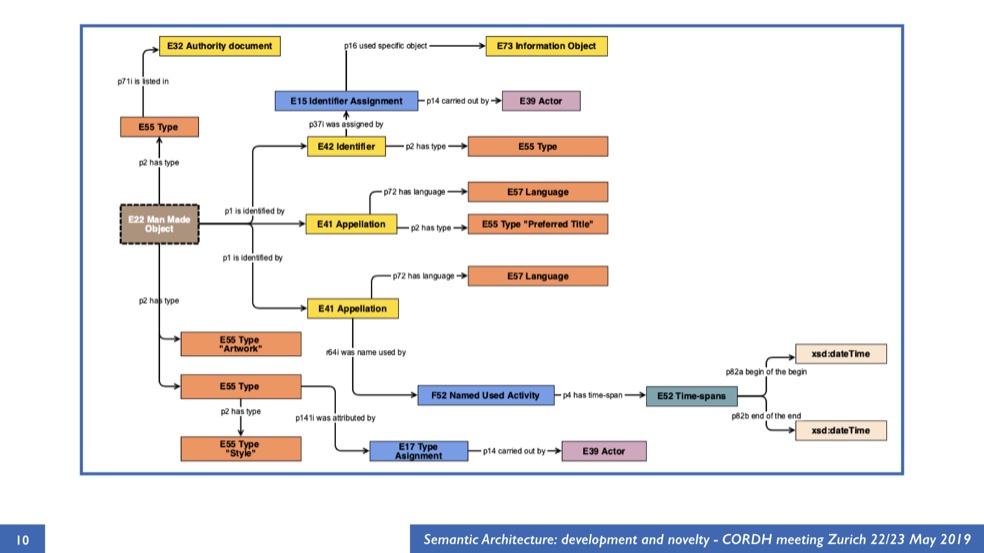 E32 Authority document
p16 used specific object
E73 Information Object
p71i is listed in
E15 Identifier Assignment
p14 carried out by
E39 Actor
E55 Type
p37i was assigned by
E42 Identifier
p2 has type
E55 Type
p2 has type
p72 has language
E57 Language
E22 Man Made
Object
p1 is identified by
E41 Appellation
p2 has type
E55 Type "Preferred Title"
p1 is identified by
p72 has language
E57 Language
p2 has type
E41 Appellation
E55 Type
"Artwork"
r64i was name used by
xsd:dateTime
p82a begin of the begin
E55 Type
F52 Named Used Activity
p4 has time-span
E52 Time-spans
p2 has type
p141i was attributed by
p82b end of the end
xsd:dateTime
E55 Type
"Style"
E17 Type
Asignment
p14 carried out by
E39 Actor
10
Semantic Architecture: development and novelty - CORDH meeting Zurich 22/23 May 2019